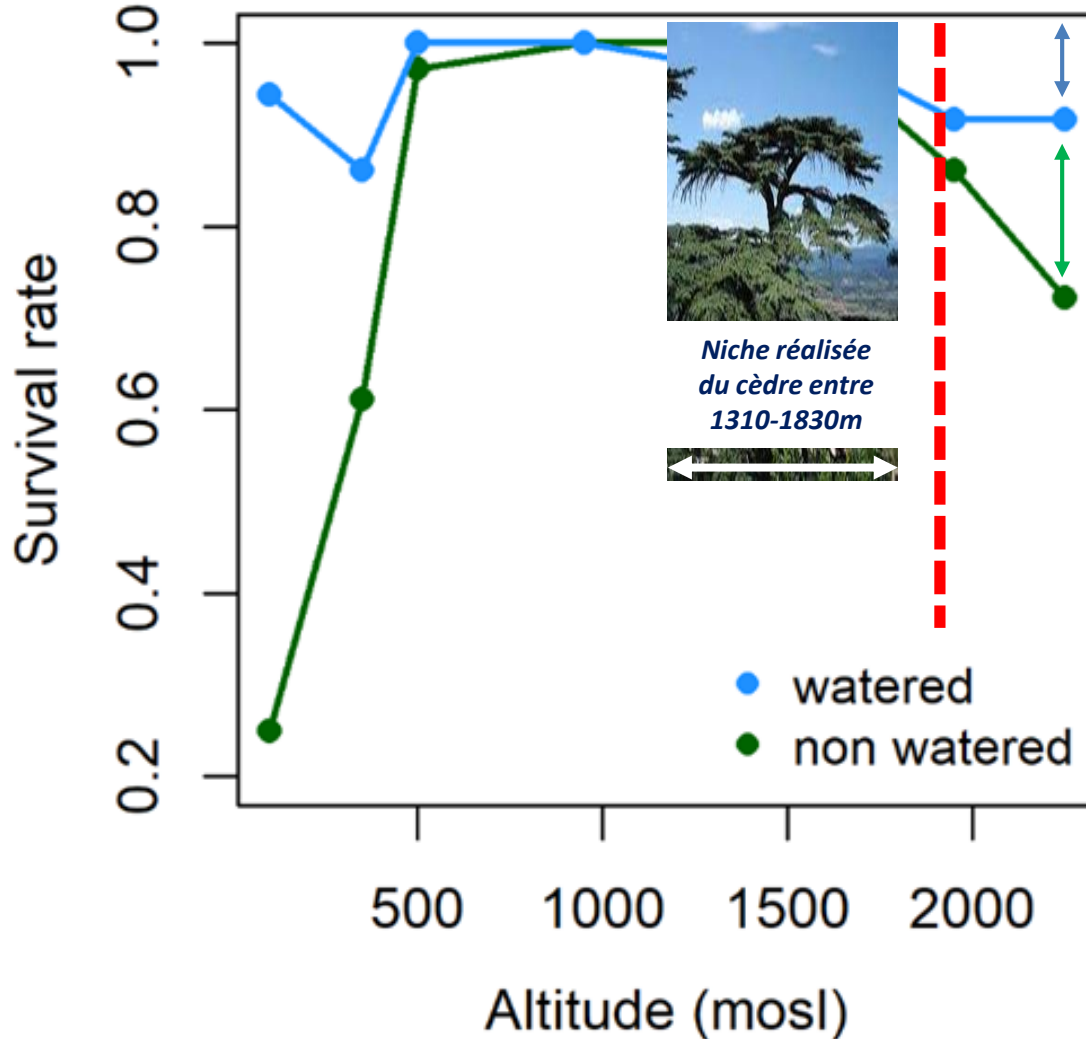 Survival rate
1.0
0.8
0.6
0.4
0.2
Niche réalisée
du cèdre entre
1310-1830m
watered
non watered
500 1000 1500 2000
Altitude (mosl)